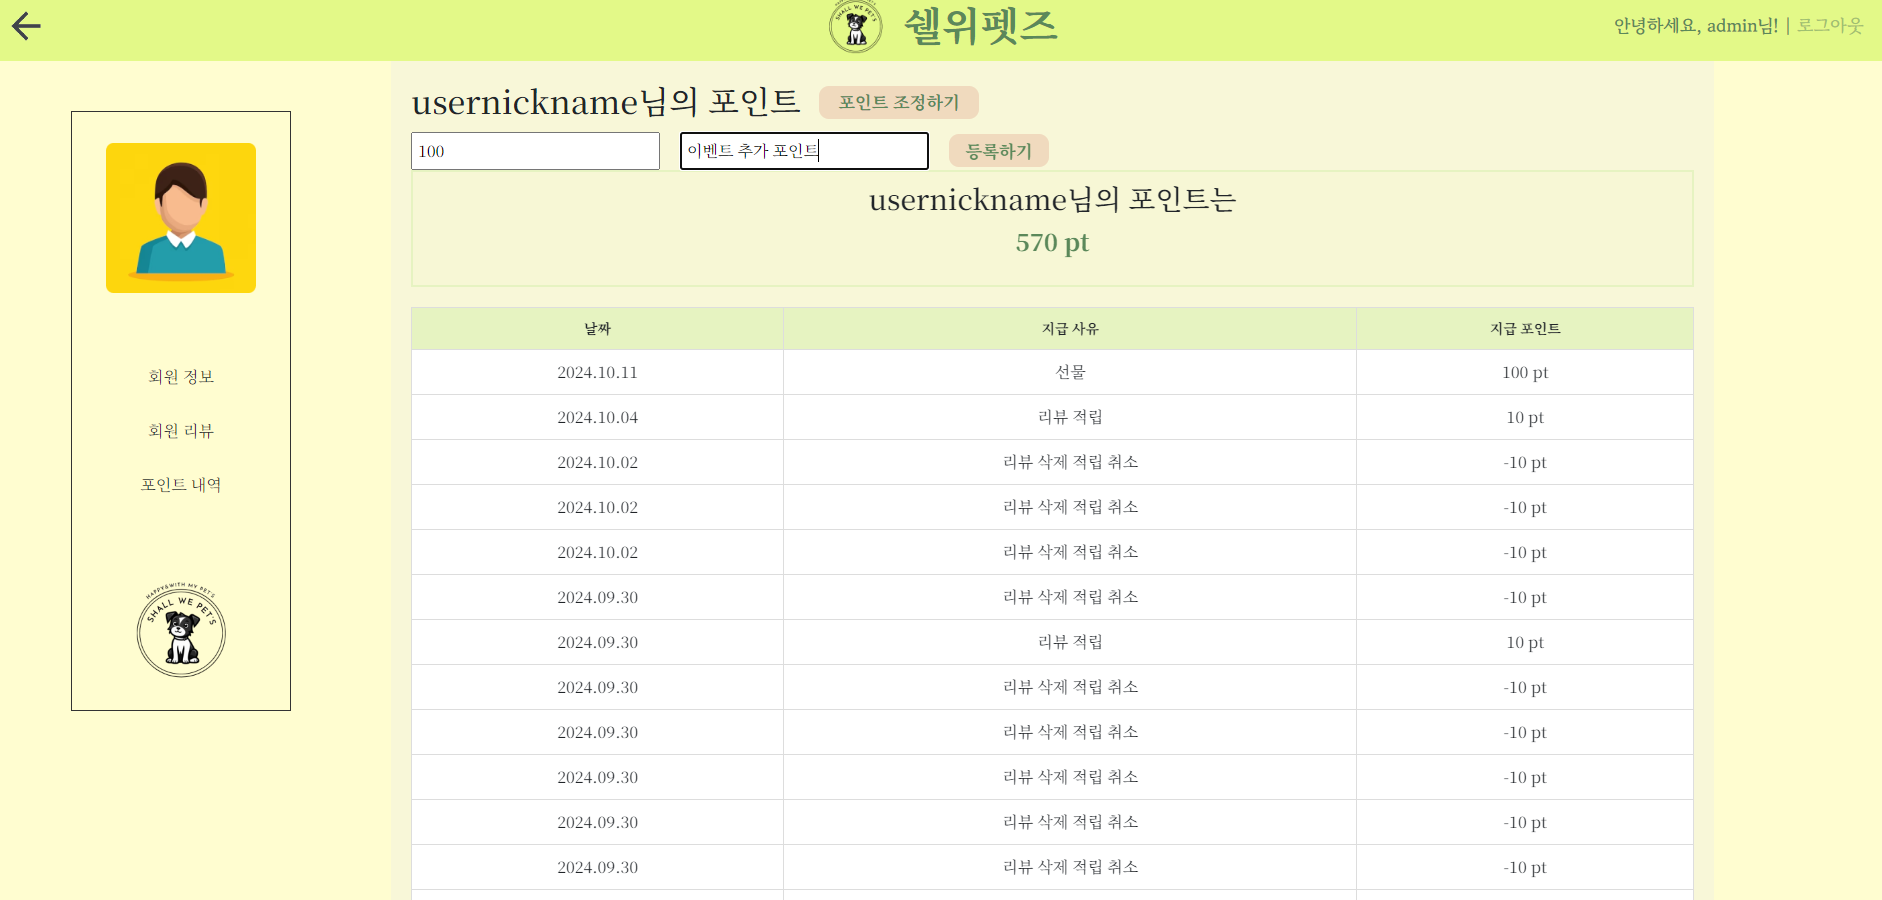 SHALL WE PET'S
쉘위펫즈
안녕하세요, admin님! | 로그아웃
usernickname님의 포인트 포인트 조정하기
100 이벤트 추가 포인트 등록하기
usernickname님의 포인트는
570 pt
회원 정보
회원 리뷰
포인트 내역
HAPPY&WITH MY PET'S
SHALL WE PET'S
날짜 지급 사유 지급 포인트
2024.10.11 선물 100 pt
2024.10.04 리뷰 적립 10 pt
2024.10.02 리뷰 삭제 적립 취소 -10 pt
2024.10.02 리뷰 삭제 적립 취소 -10 pt
2024.10.02 리뷰 삭제 적립 취소 -10 pt
2024.09.30 리뷰 삭제 적립 취소 -10 pt
2024.09.30 리뷰 적립 10 pt
2024.09.30 리뷰 삭제 적립 취소 -10 pt
2024.09.30 리뷰 삭제 적립 취소 -10 pt
2024.09.30 리뷰 삭제 적립 취소 -10 pt
2024.09.30 리뷰 삭제 적립 취소 -10 pt
2024.09.30 리뷰 삭제 적립 취소 -10 pt